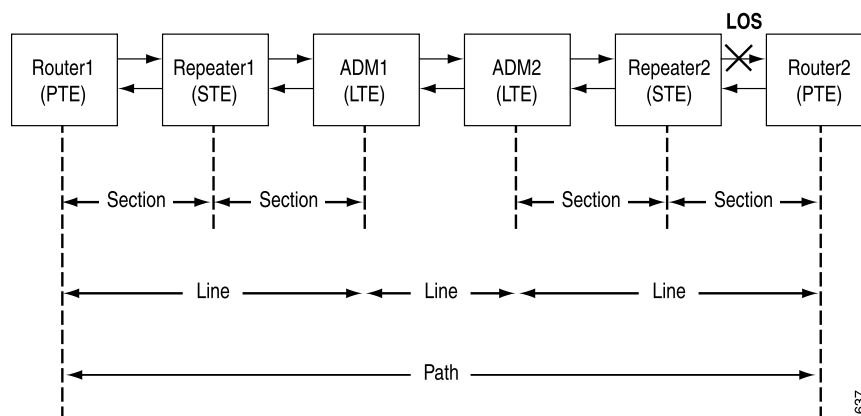 LOS
Router1
(PTE)
Repeater1
(STE)
ADM1
(LTE)
ADM2
(LTE)
Repeater2
(STE)
Router2
(PTE)
Section
Section
Section
Section
Line
Line
Line
Path